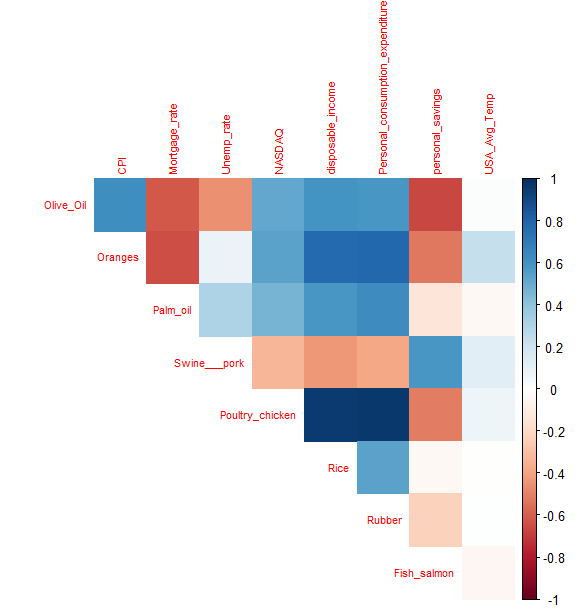 CPI
Mortgage_rate
Unemp_rate
NASDAQ
disposable_income
Personal_consumption_expenditure
personal_savings
USA_Avg_Temp
Olive_Oil
Oranges
Palm_oil
Swine___pork
Poultry_chicken
Rice
Rubber
Fish_salmon
1
0.8
0.6
0.4
0.2
0
-0.2
-0.4
-0.6
-0.8
-1